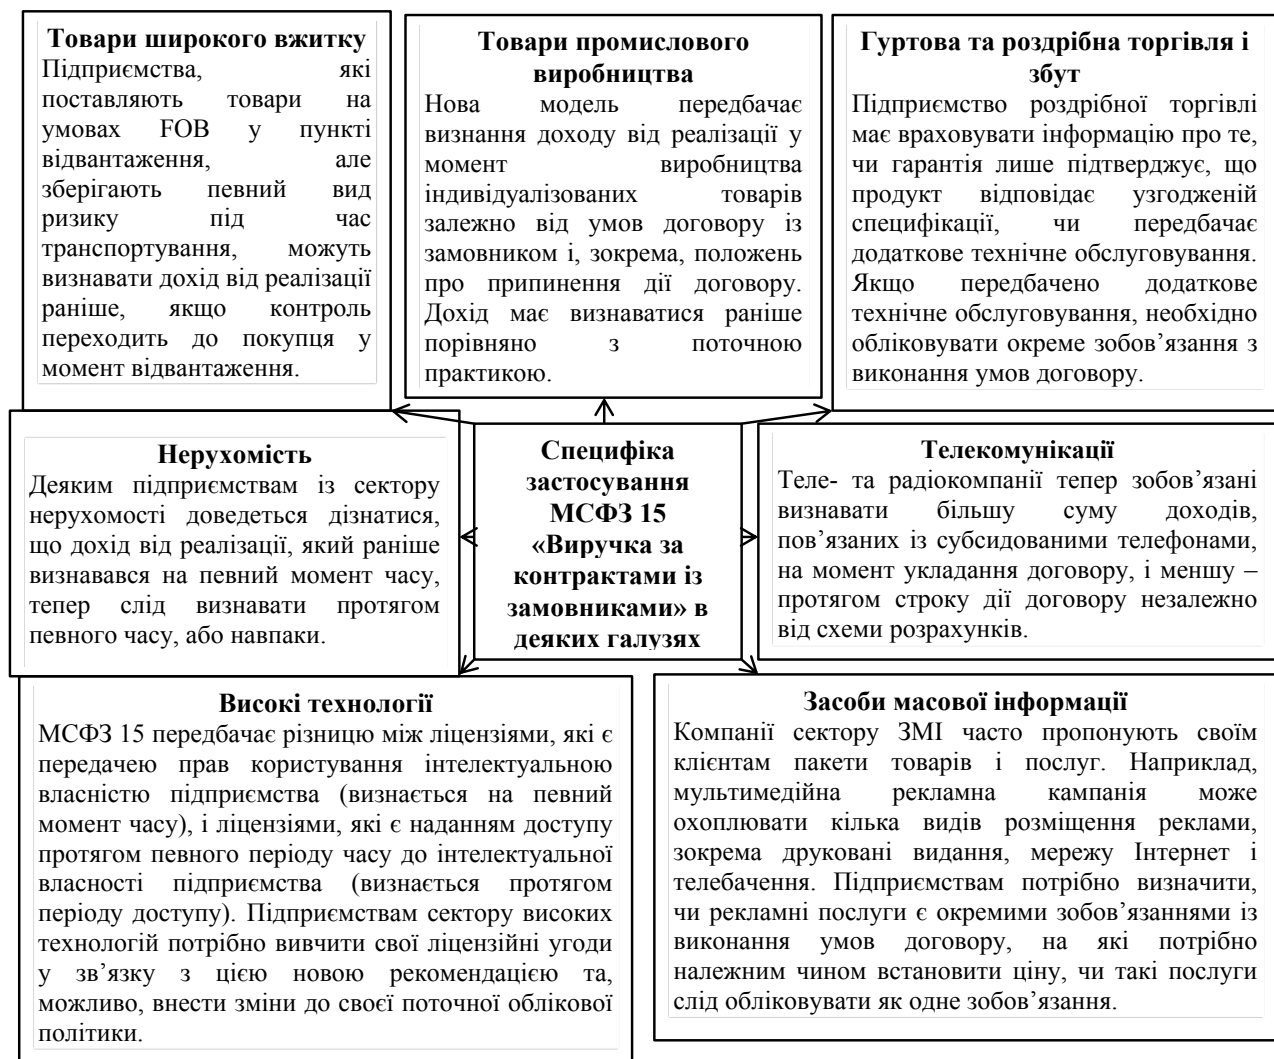 Товари широкого вжитку
Підприємства, які
поставляють товари на
умовах FOB у пункті
відвантаження, але
зберігають певний вид
ризику під час
транспортування, можуть
визнавати дохід від реалізації
раніше, якщо контроль
переходить до покупця у
момент відвантаження.
Товари промислового
виробництва
Нова модель передбачає
визнання доходу від реалізації у
момент виробництва
індивідуалізованих товарів
залежно від умов договору із
замовником і, зокрема, положень
про припинення дії договору.
Дохід має визнаватися раніше
порівняно з поточною
практикою.
Гуртова та роздрібна торгівля і
збут
Підприємство роздрібної торгівлі
має враховувати інформацію про те,
чи гарантія лише підтверджує, що
продукт відповідає узгодженій
специфікації, чи передбачає
додаткове технічне обслуговування.
Якщо передбачено додаткове
технічне обслуговування, необхідно
обліковувати окреме зобов’язання з
виконання умов договору.
Нерухомість
Деяким підприємствам із сектору
нерухомості доведеться дізнатися,
що дохід від реалізації, який раніше
визнавався на певний момент часу,
тепер слід визнавати протягом
певного часу, або навпаки.
Специфіка
застосування
МСФЗ 15
«Виручка за
контрактами із
замовниками» в
деяких галузях
Телекомунікації
Теле- та радіокомпанії тепер зобов’язані
визнавати більшу суму доходів,
пов’язаних із субсидованими телефонами,
на момент укладання договору, і меншу –
протягом строку дії договору незалежно
від схеми розрахунків.
Високі технології
МСФЗ 15 передбачає різницю між ліцензіями, які є
передачею прав користування інтелектуальною
власністю підприємства (визнається на певний
момент часу), і ліцензіями, які є наданням доступу
протягом певного періоду часу до інтелектуальної
власності підприємства (визнається протягом
періоду доступу). Підприємствам сектору високих
технологій потрібно вивчити свої ліцензійні угоди
у зв’язку з цією новою рекомендацією та,
можливо, внести зміни до своєї поточної облікової
політики.
Засоби масової інформації
Компанії сектору ЗМІ часто пропонують своїм
клієнтам пакети товарів і послуг. Наприклад,
мультимедійна рекламна кампанія може
охоплювати кілька видів розміщення реклами,
зокрема друковані видання, мережу Інтернет і
телебачення. Підприємствам потрібно визначити,
чи рекламні послуги є окремими зобов’язаннями із
виконання умов договору, на які потрібно
належним чином встановити ціну, чи такі послуги
слід обліковувати як одне зобов’язання.